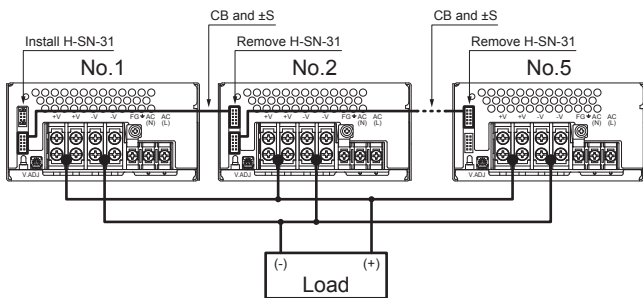 CB and ±S
CB and ±S
Install H-SN-31
Remove H-SN-31
Remove H-SN-31
No.1
No.2
No.5
+V +V -V -V FG AC (N) AC (L)
+V +V -V -V FG AC (N) AC (L)
+V +V -V -V FG AC (N) AC (L)
V.ADJ
V.ADJ
V.ADJ
(-) (+)
Load